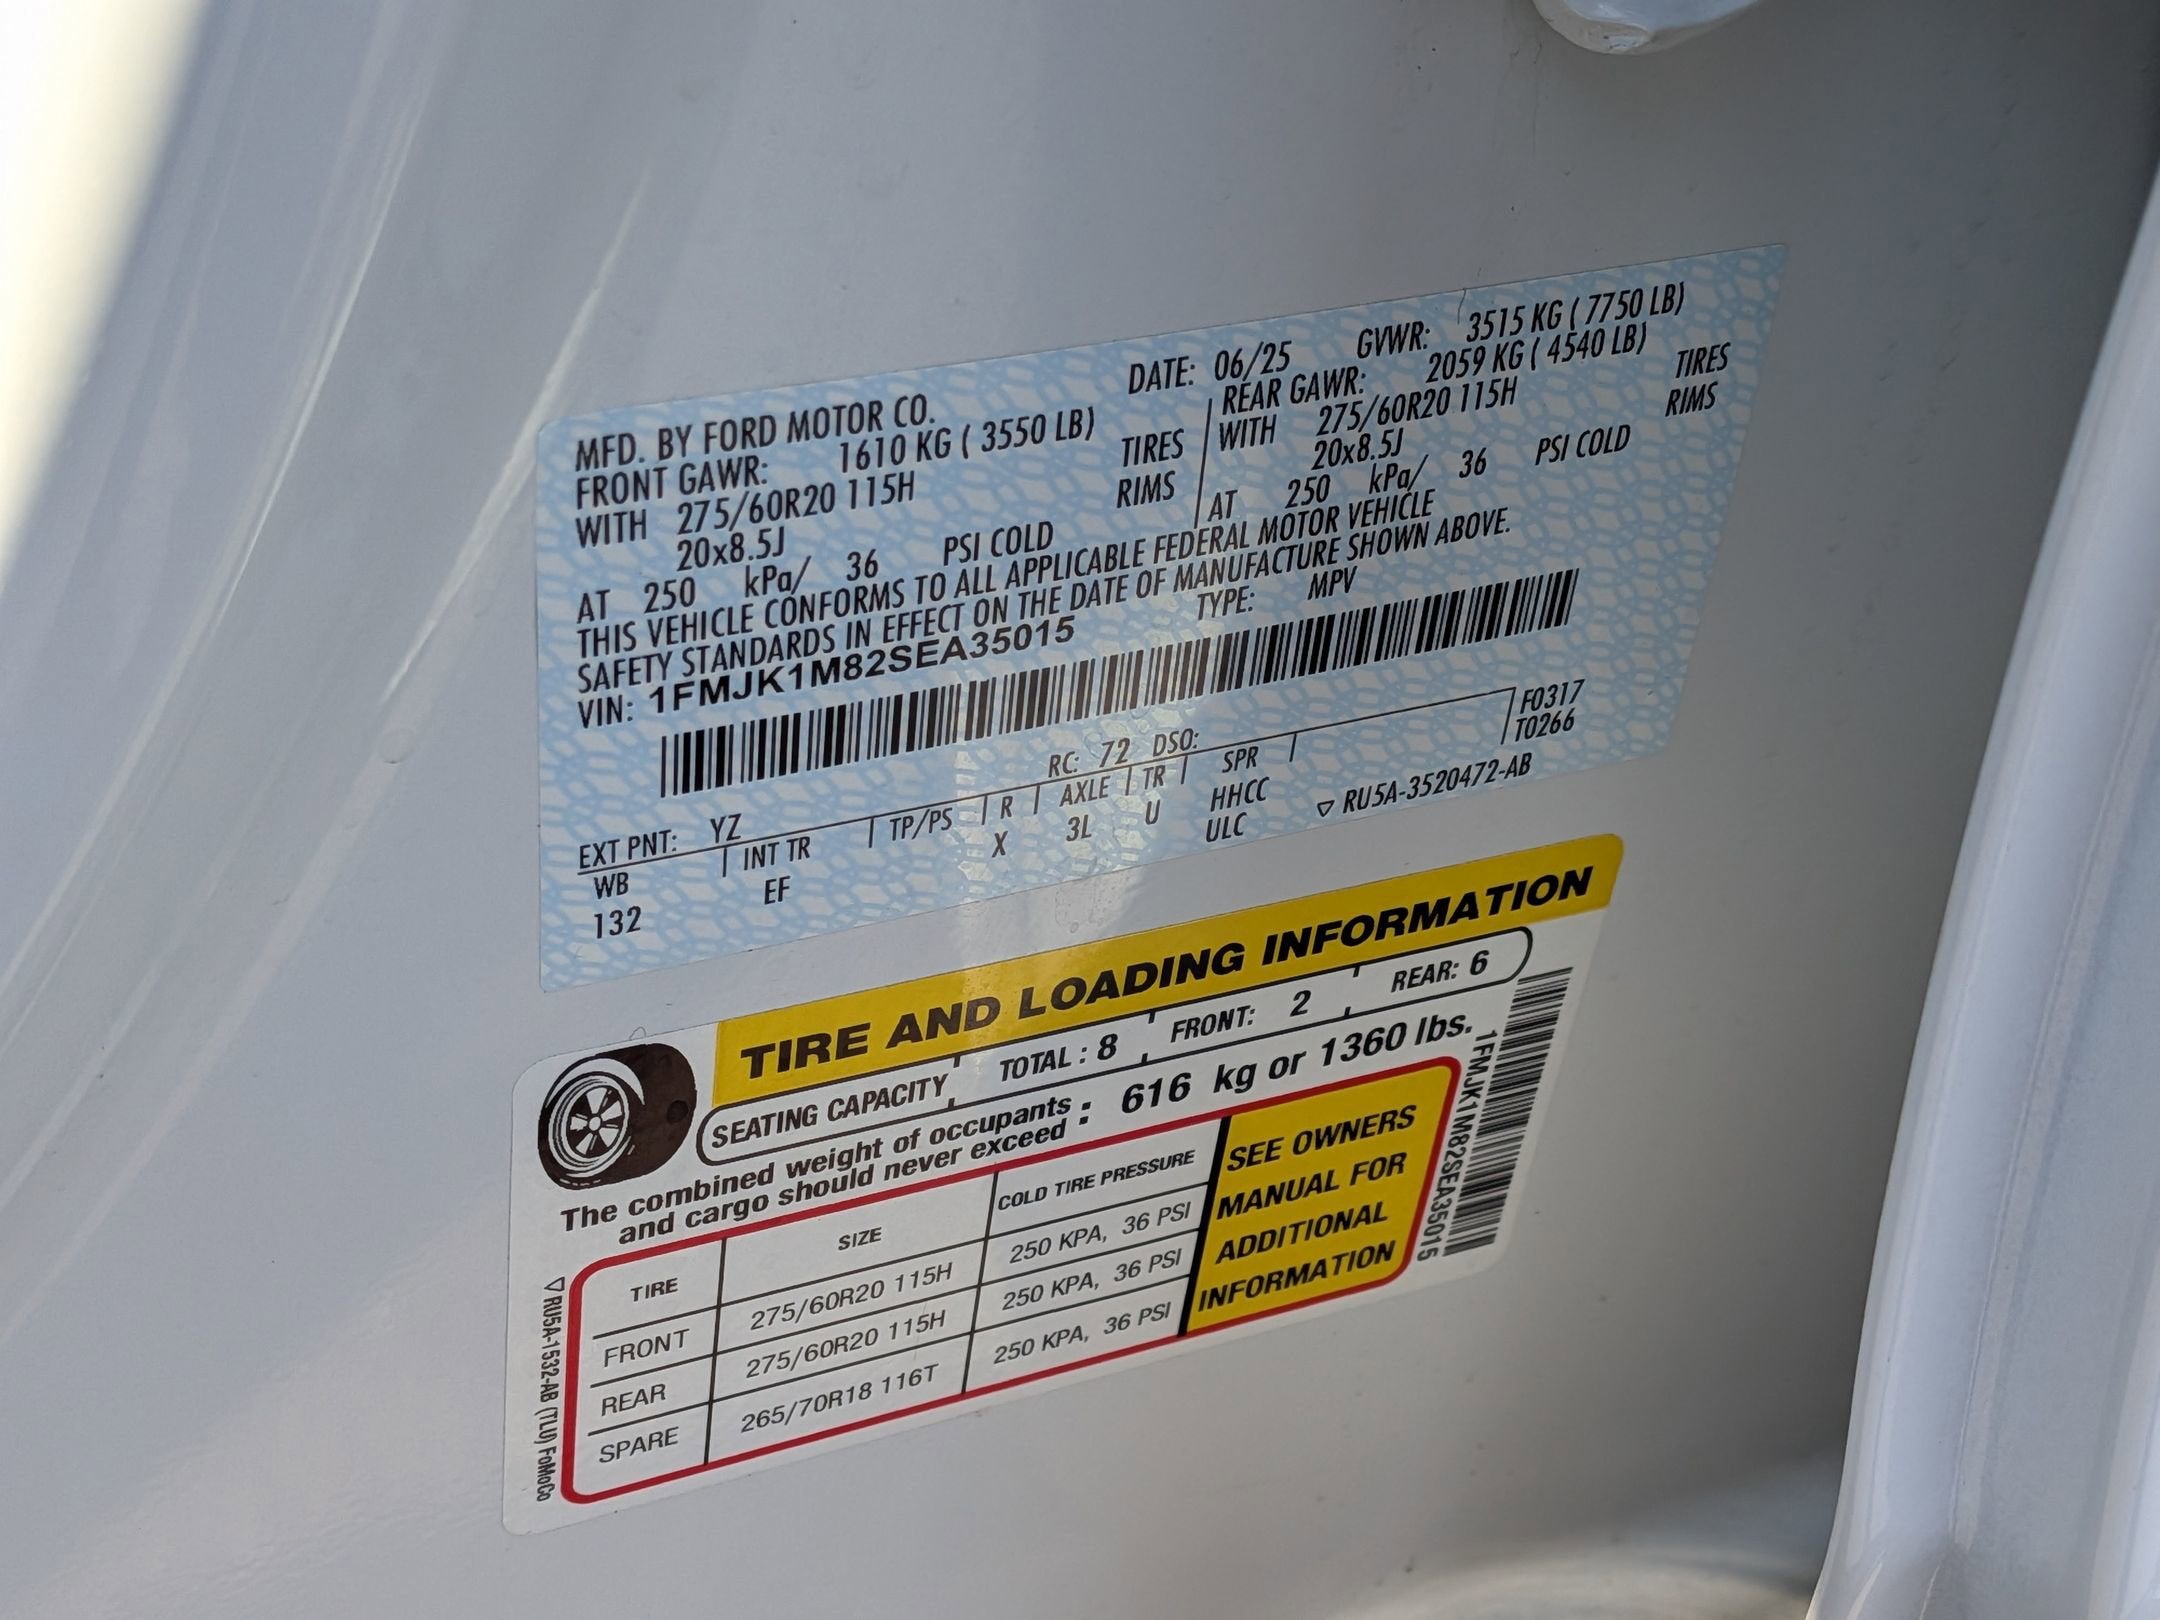 MFD. BY FORD MOTOR CO.
DATE: 06/25 GVWR: 3515 KG ( 7750 LB)
FRONT GAWR: 1610 KG ( 3550 LB)
WITH 275/60R20 115H TIRES
20x8.5J RIMS
AT 250 kPa/ 36 PSI COLD
REAR GAWR: 2059 KG ( 4540 LB)
WITH 275/60R20 115H TIRES
20x8.5J RIMS
AT 250 kPa/ 36 PSI COLD
THIS VEHICLE CONFORMS TO ALL APPLICABLE FEDERAL MOTOR VEHICLE
SAFETY STANDARDS IN EFFECT ON THE DATE OF MANUFACTURE SHOWN ABOVE.
VIN: 1FMJK1M82SEA35015 TYPE: MPV
F0317
T0266
EXT PNT: YZ RC: 72 DSO:
WB INT TR TP/PS R AXLE TR SPR
132 EF X 3L U HHCC
ULC
▽ RU5A-3520472-AB
TIRE AND LOADING INFORMATION
SEATING CAPACITY TOTAL : 8 FRONT: 2 REAR: 6
The combined weight of occupants
and cargo should never exceed : 616 kg or 1360 lbs.
TIRE SIZE COLD TIRE PRESSURE
FRONT 275/60R20 115H 250 KPA, 36 PSI
REAR 275/60R20 115H 250 KPA, 36 PSI
SPARE 265/70R18 116T 250 KPA, 36 PSI
SEE OWNERS
MANUAL FOR
ADDITIONAL
INFORMATION
1FMJK1M82SEA35015
▽ RU5A-1532-AB (TLU) FoMoCo